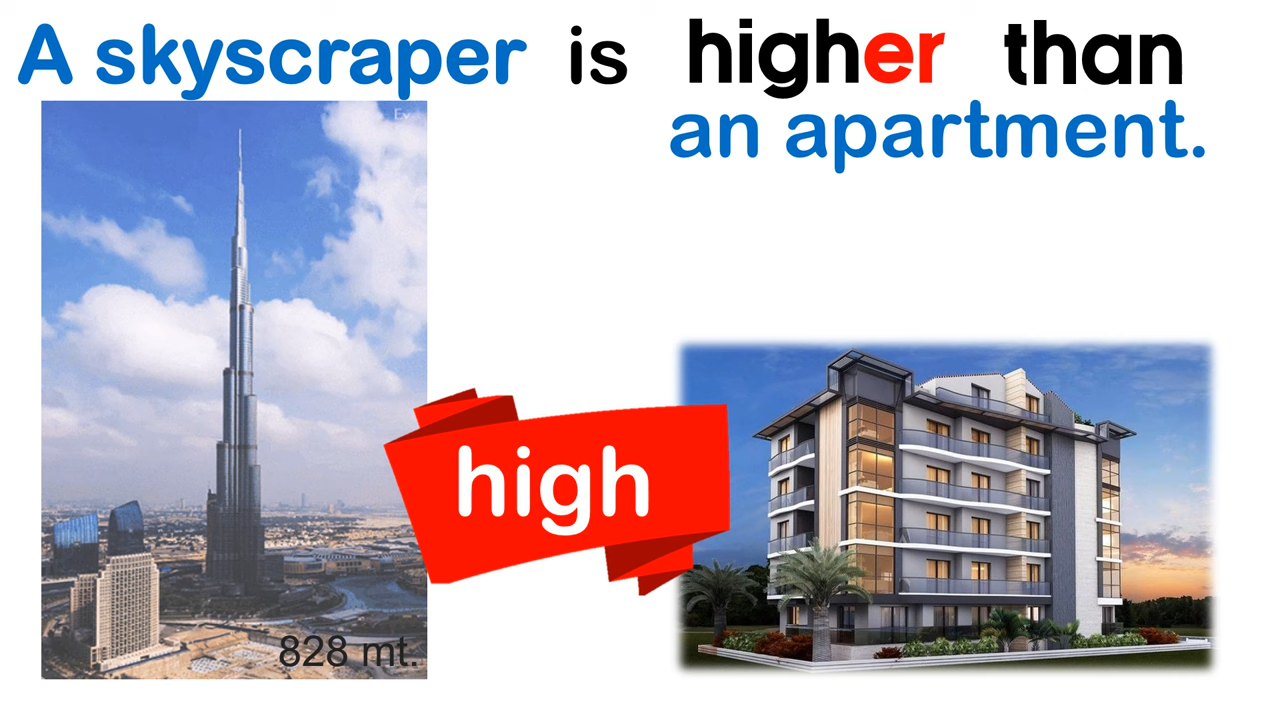 A skyscraper is higher than
an apartment.
high
828 mt.